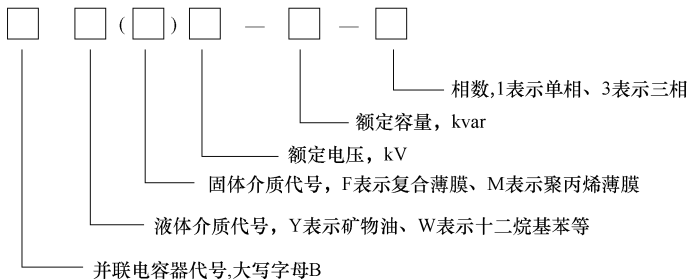 ( ) — —
相数,1表示单相、3表示三相
额定容量，kvar
额定电压，kV
固体介质代号，F表示复合薄膜、M表示聚丙烯薄膜
液体介质代号，Y表示矿物油、W表示十二烷基苯等
并联电容器代号,大写字母B